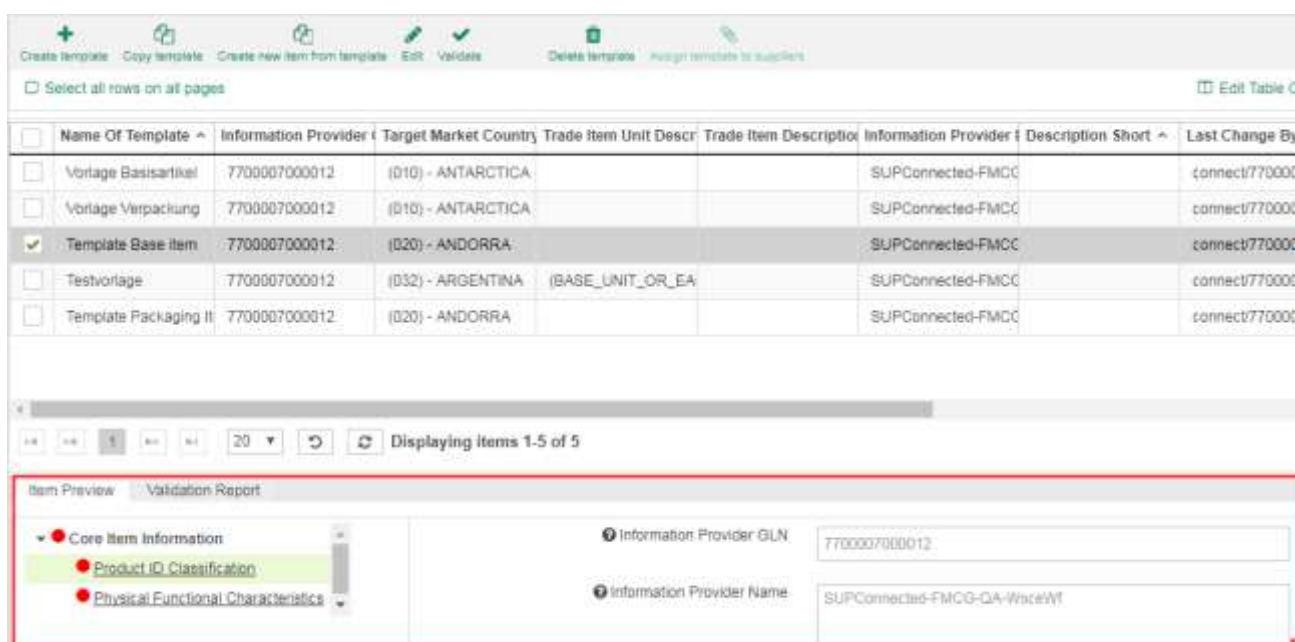 Create template Copy template Create new item from template Edit Validate Delete template Assign template to suppliers
Select all rows on all pages Edit Table C
Name Of Template Information Provider Target Market Country Trade Item Unit Descr Trade Item Description Information Provider Description Short Last Change By
Vorlage Basisartikel 7700007000012 (010) - ANTARCTICA SUPConnected-FMCG connect/770000
Vorlage Verpackung 7700007000012 (010) - ANTARCTICA SUPConnected-FMCG connect/770000
Template Base item 7700007000012 (020) - ANDORRA SUPConnected-FMCG connect/770000
Testvorlage 7700007000012 (032) - ARGENTINA (BASE_UNIT_OR_EA SUPConnected-FMCG connect/770000
Template Packaging It 7700007000012 (020) - ANDORRA SUPConnected-FMCG connect/770000
1 20 Displaying items 1-5 of 5
Item Preview Validation Report
Core Item Information Information Provider GLN 7700007000012
Product ID Classification
Physical Functional Characteristics Information Provider Name SUPConnected-FMCG-QA-WsceWf